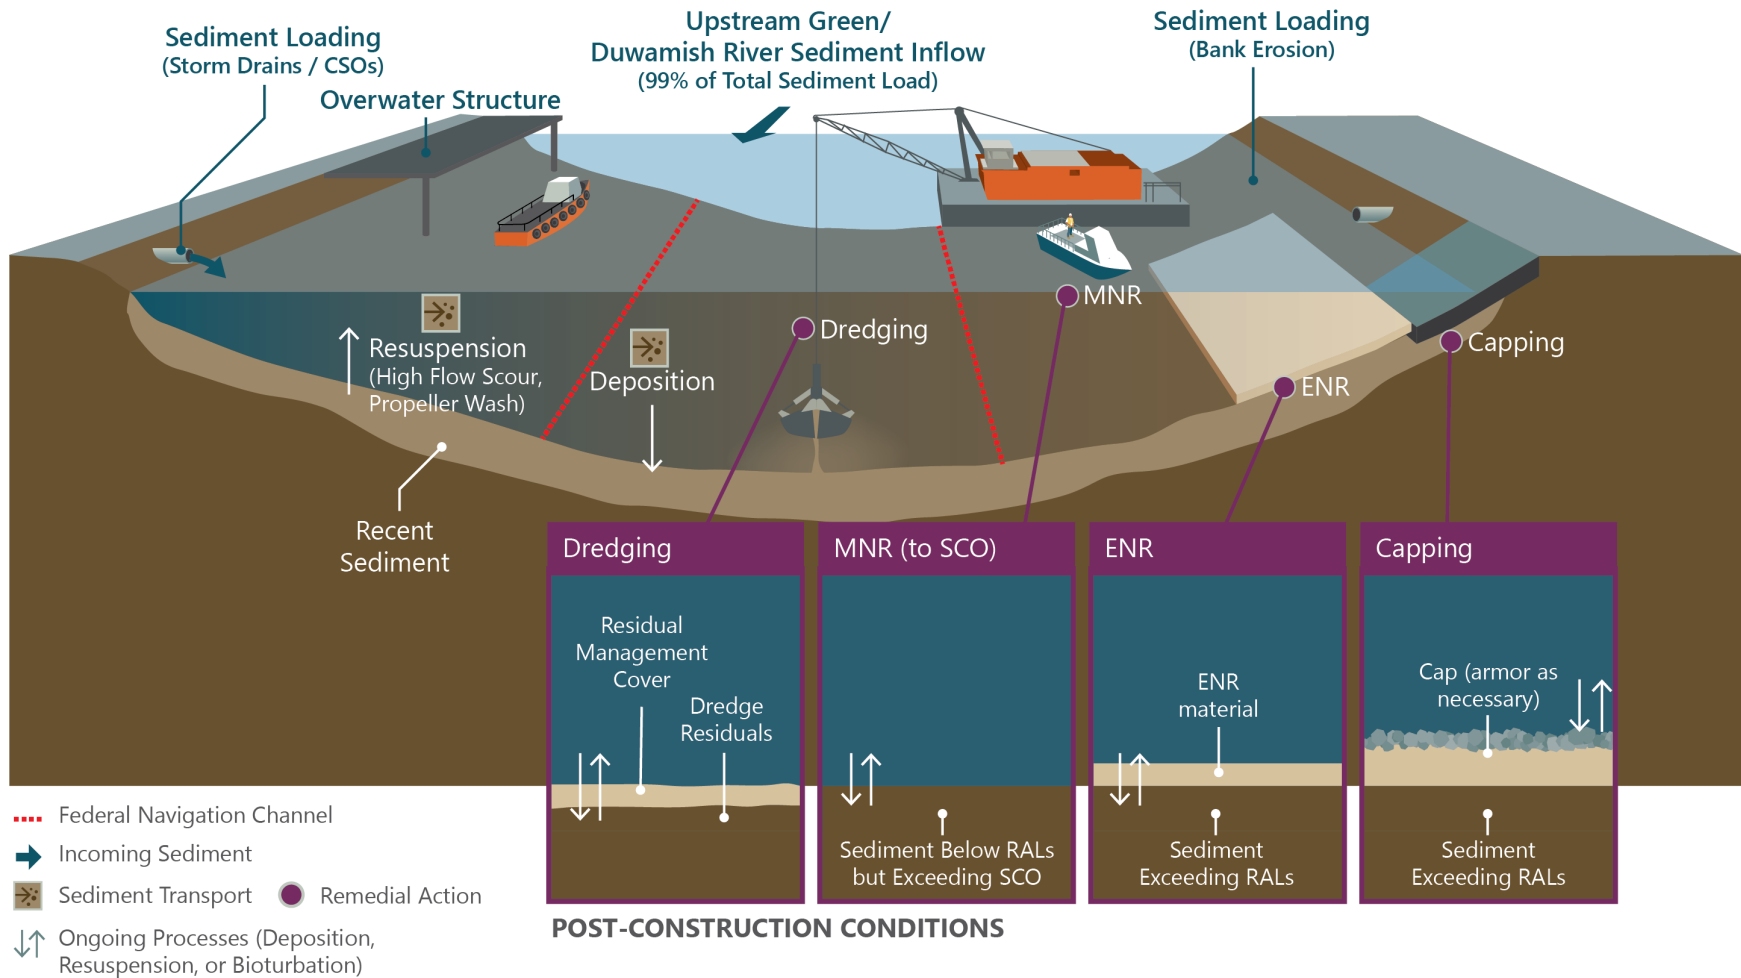 Sediment Loading
(Storm Drains / CSOs)
Overwater Structure
Upstream Green/
Duwamish River Sediment Inflow
(99% of Total Sediment Load)
Sediment Loading
(Bank Erosion)
MNR
Dredging
Capping
ENR
Resuspension
(High Flow Scour,
Propeller Wash)
Deposition
Recent
Sediment
Dredging
Residual
Management
Cover
Dredge
Residuals
MNR (to SCO)
Sediment Below RALs
but Exceeding SCO
ENR
ENR
material
Sediment
Exceeding RALs
Capping
Cap (armor as
necessary)
Sediment
Exceeding RALs
POST-CONSTRUCTION CONDITIONS
Federal Navigation Channel
Incoming Sediment
Sediment Transport
Remedial Action
Ongoing Processes (Deposition,
Resuspension, or Bioturbation)